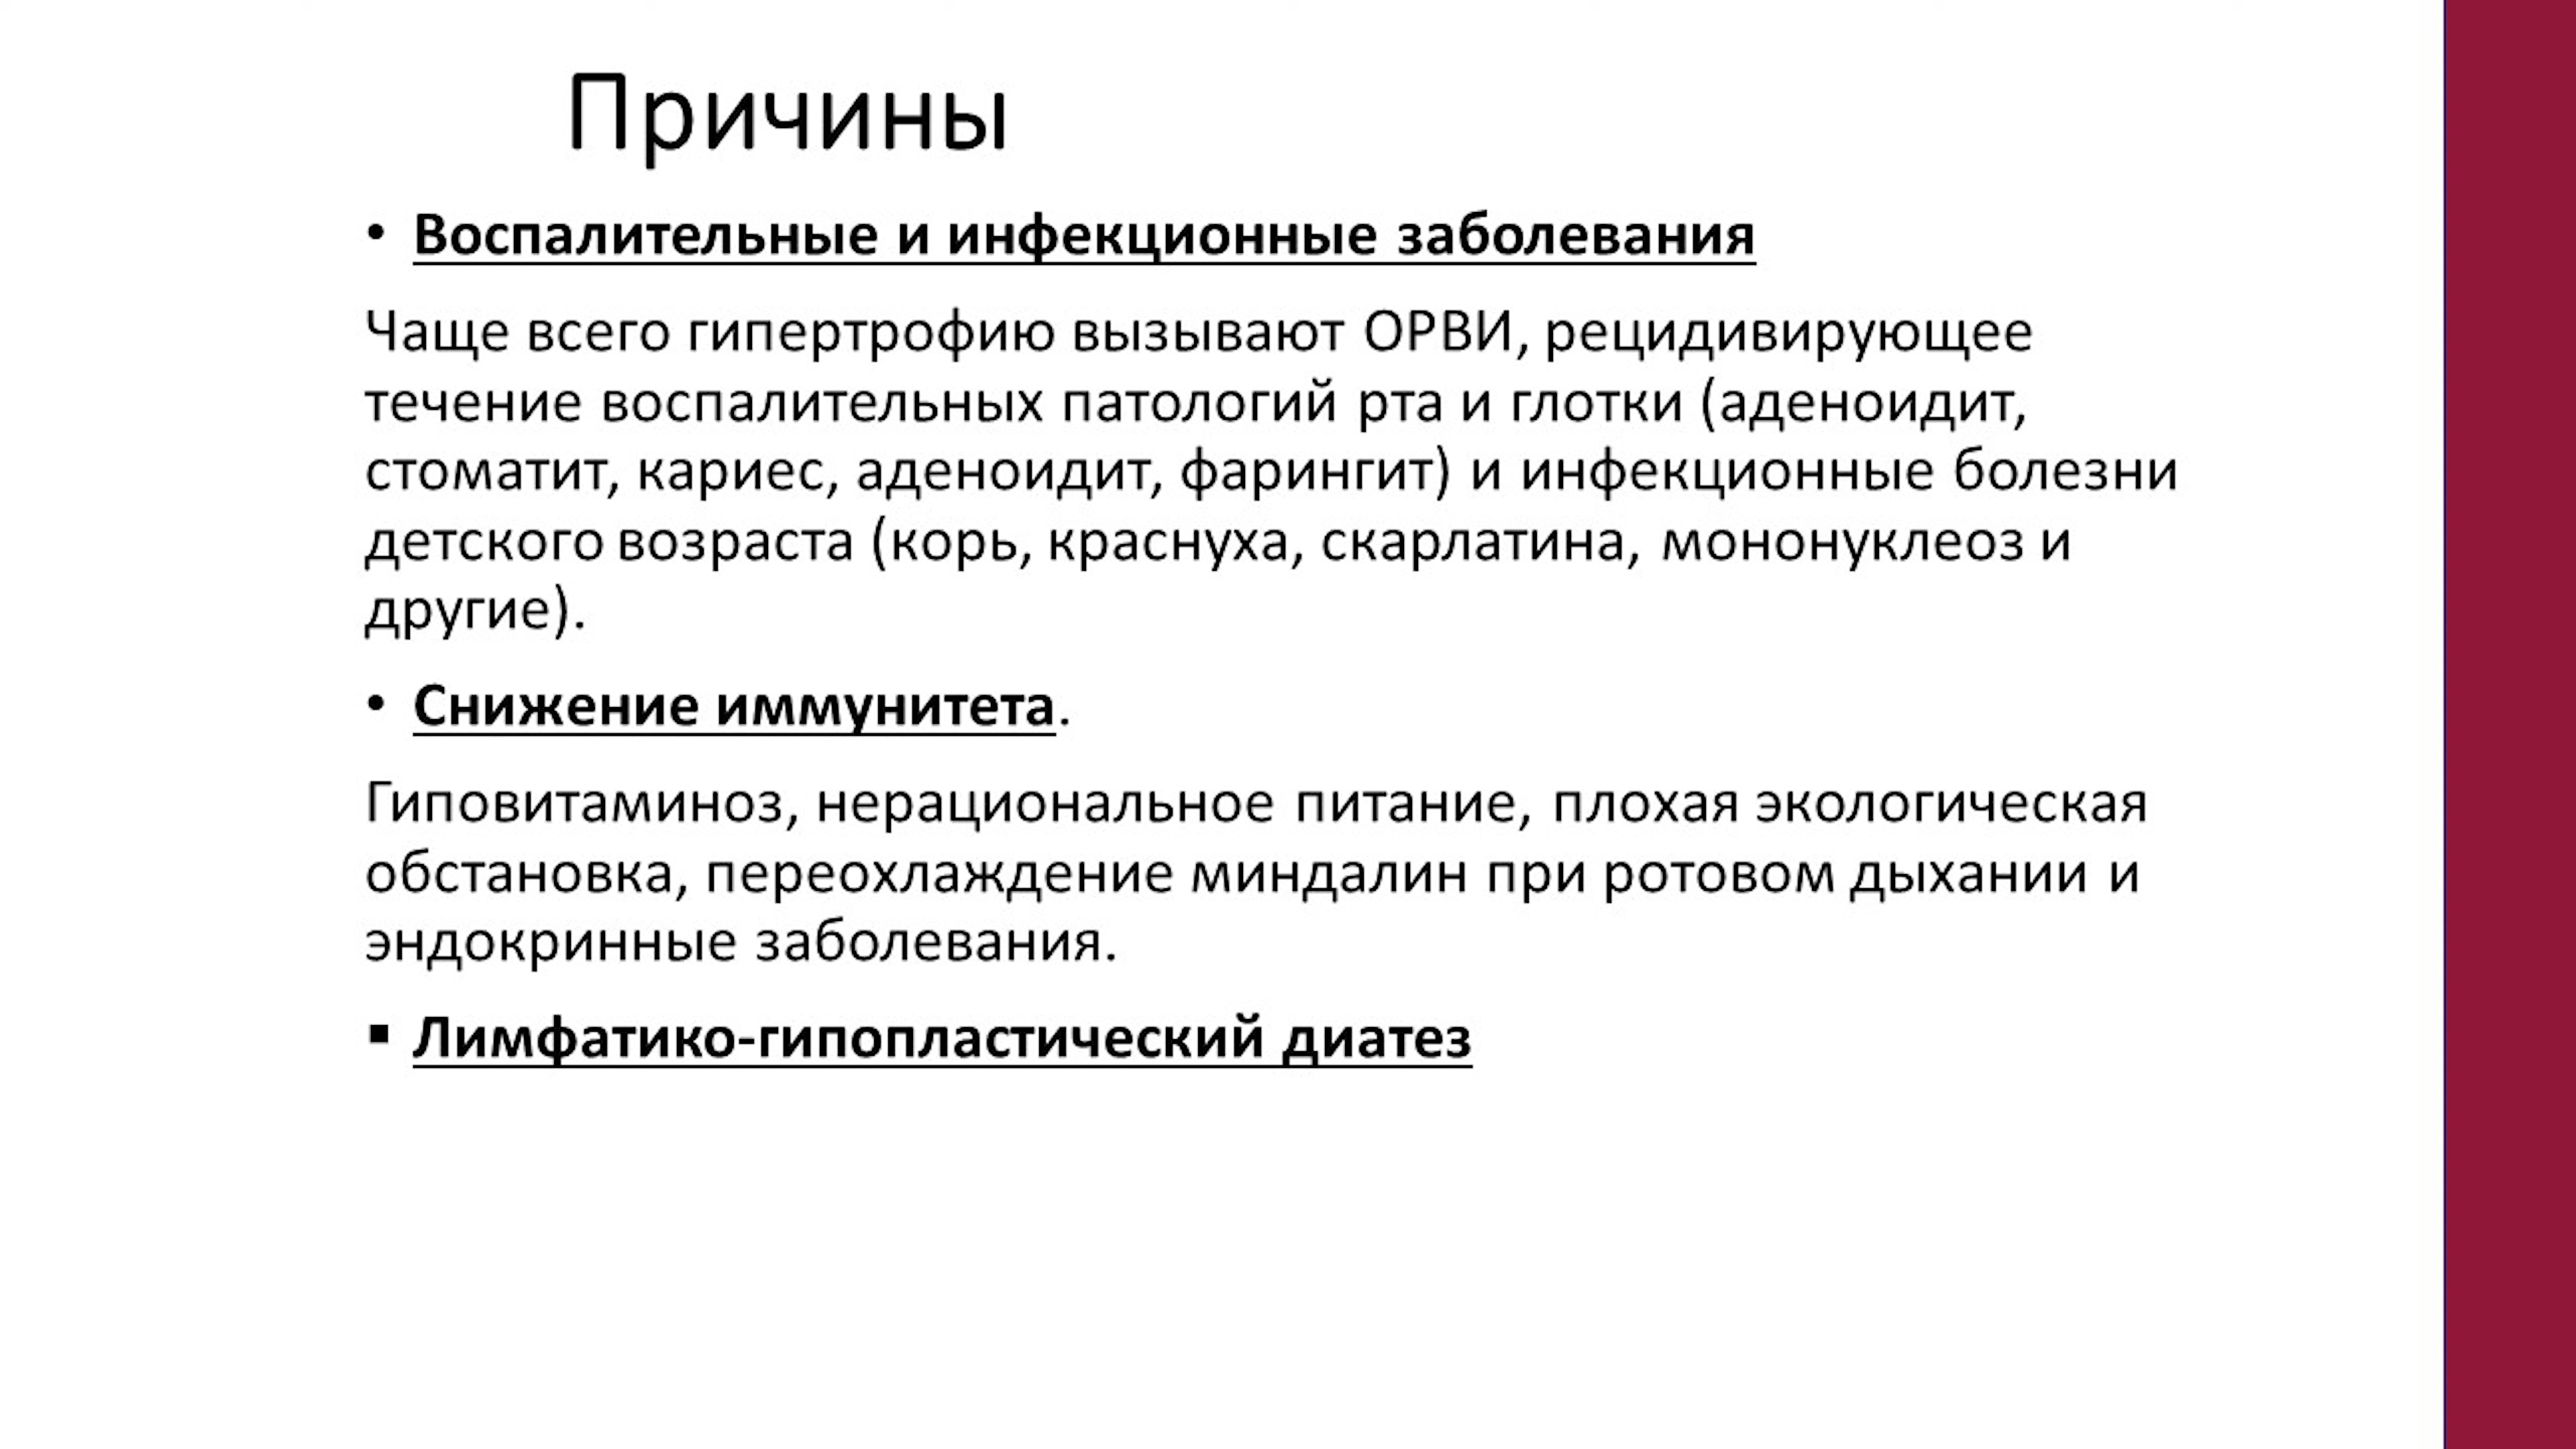 Причины
• Воспалительные и инфекционные заболевания
Чаще всего гипертрофию вызывают ОРВИ, рецидивирующее
течение воспалительных патологий рта и глотки (аденоидит,
стоматит, кариес, аденоидит, фарингит) и инфекционные болезни
детского возраста (корь, краснуха, скарлатина, мононуклеоз и
другие).
• Снижение иммунитета.
Гиповитаминоз, нерациональное питание, плохая экологическая
обстановка, переохлаждение миндалин при ротовом дыхании и
эндокринные заболевания.
▪ Лимфатико-гипопластический диатез